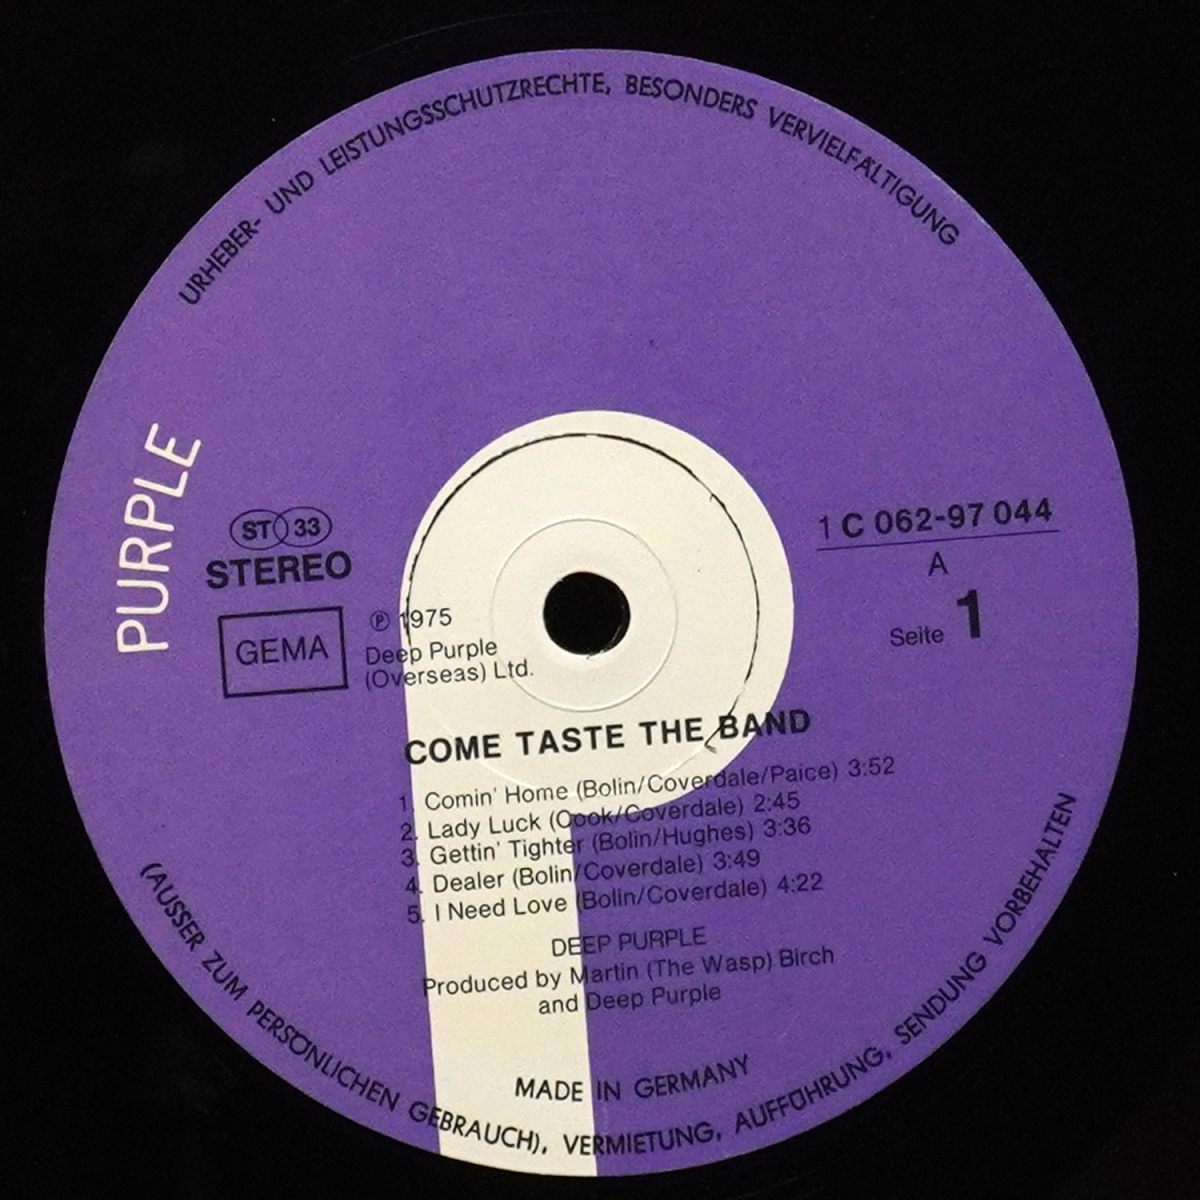 URHEBER- UND LEISTUNGSSCHUTZRECHTE, BESONDERS VERVIELFÄLTIGUNG
PURPLE
ST 33
STEREO
GEMA
℗ 1975
Deep Purple
(Overseas) Ltd.
1 C 062-97 044
A
Seite 1
COME TASTE THE BAND
1. Comin' Home (Bolin/Coverdale/Paice) 3:52
2. Lady Luck (Cook/Coverdale) 2:45
3. Gettin' Tighter (Bolin/Hughes) 3:36
4. Dealer (Bolin/Coverdale) 3:49
5. I Need Love (Bolin/Coverdale) 4:22
DEEP PURPLE
Produced by Martin (The Wasp) Birch
and Deep Purple
MADE IN GERMANY
(AUSSER ZUM PERSÖNLICHEN GEBRAUCH), VERMIETUNG, AUFFÜHRUNG, SENDUNG VORBEHALTEN